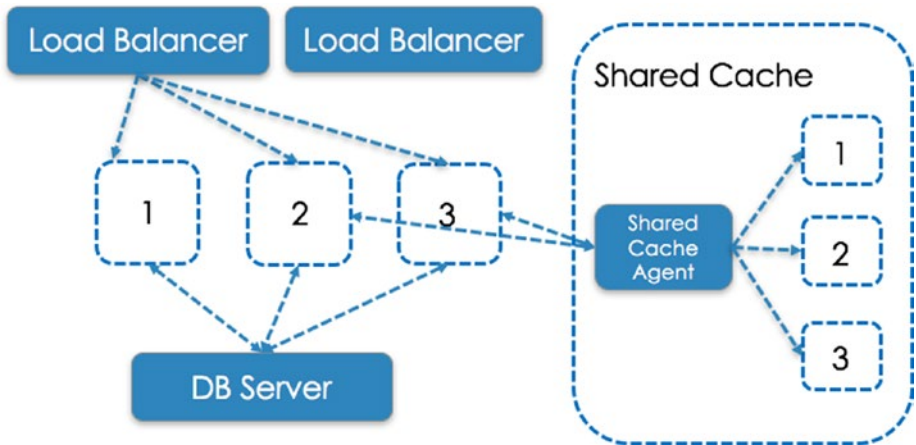 Load Balancer
Load Balancer
Shared Cache
1
2
3
Shared
Cache
Agent
1
2
3
DB Server